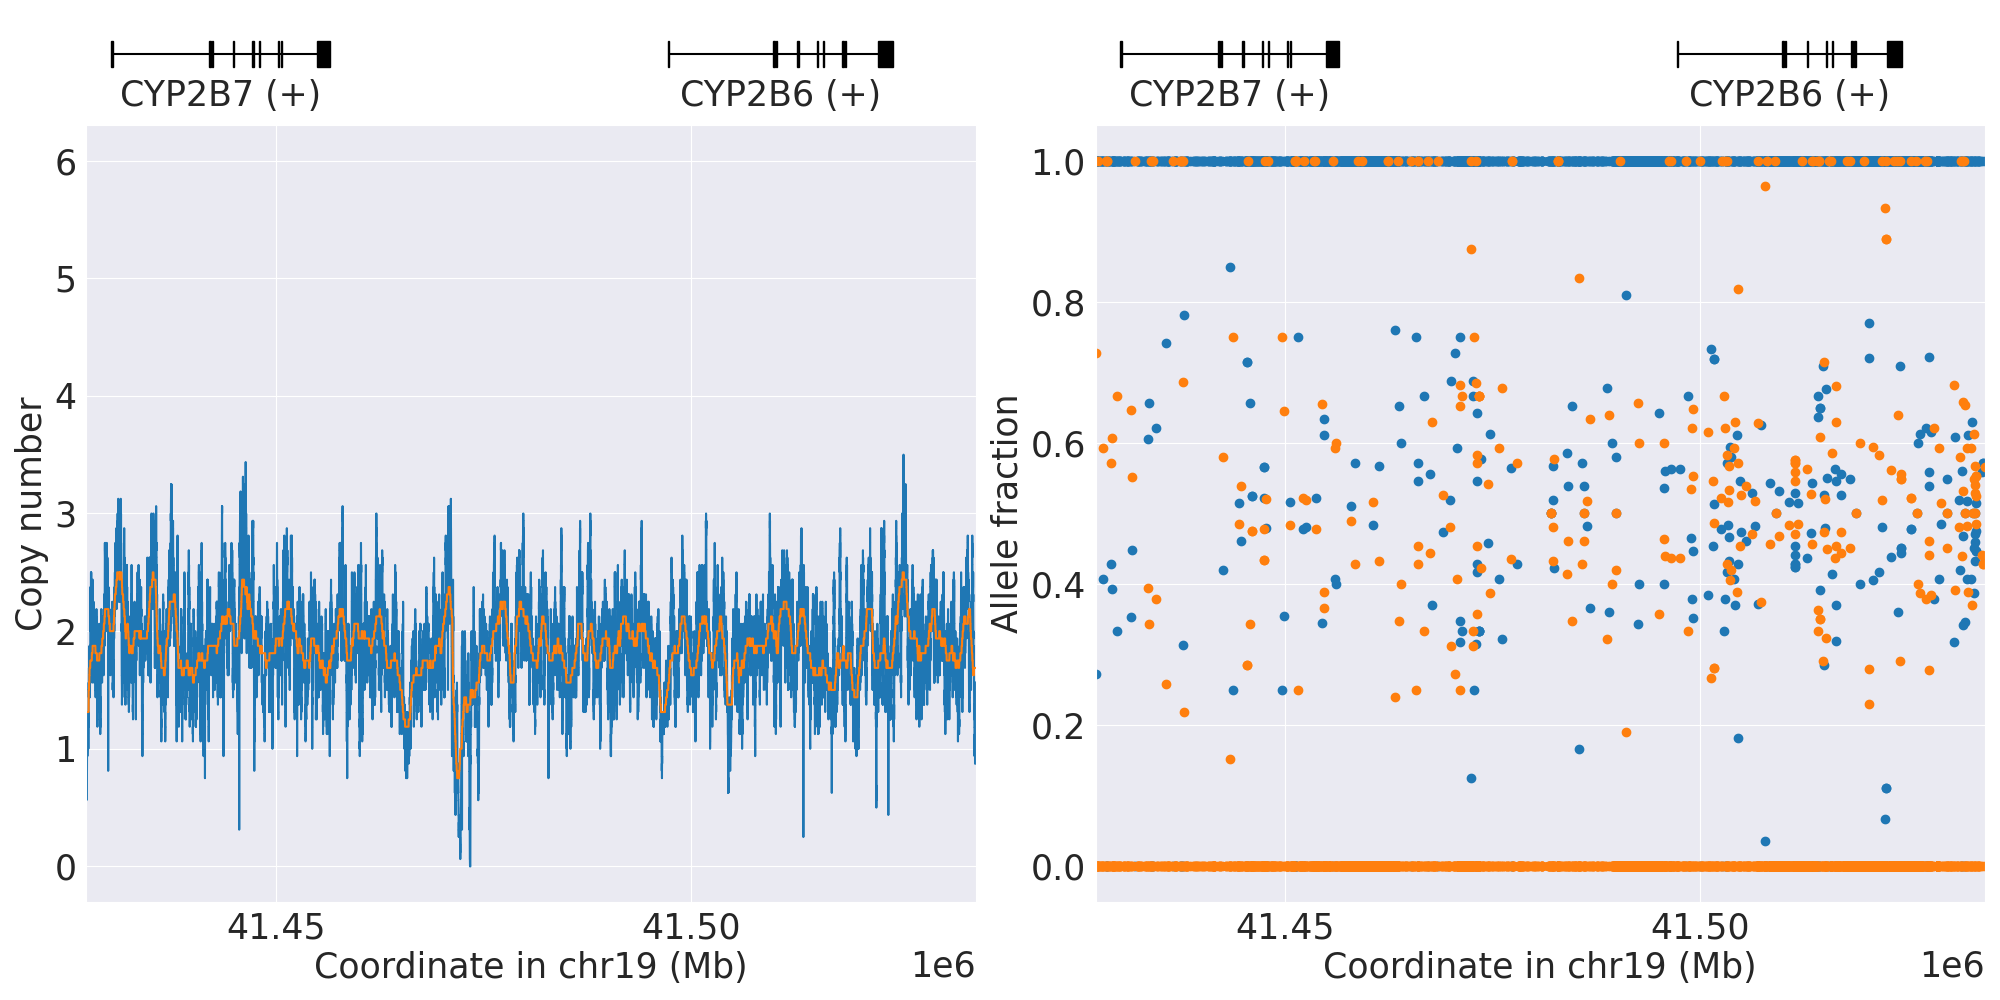 CYP2B7 (+)
CYP2B6 (+)
6
5
4
3
2
1
0
Copy number
41.45
41.50
Coordinate in chr19 (Mb)
1e6
CYP2B7 (+)
CYP2B6 (+)
1.0
0.8
0.6
0.4
0.2
0.0
Allele fraction
41.45
41.50
Coordinate in chr19 (Mb)
1e6